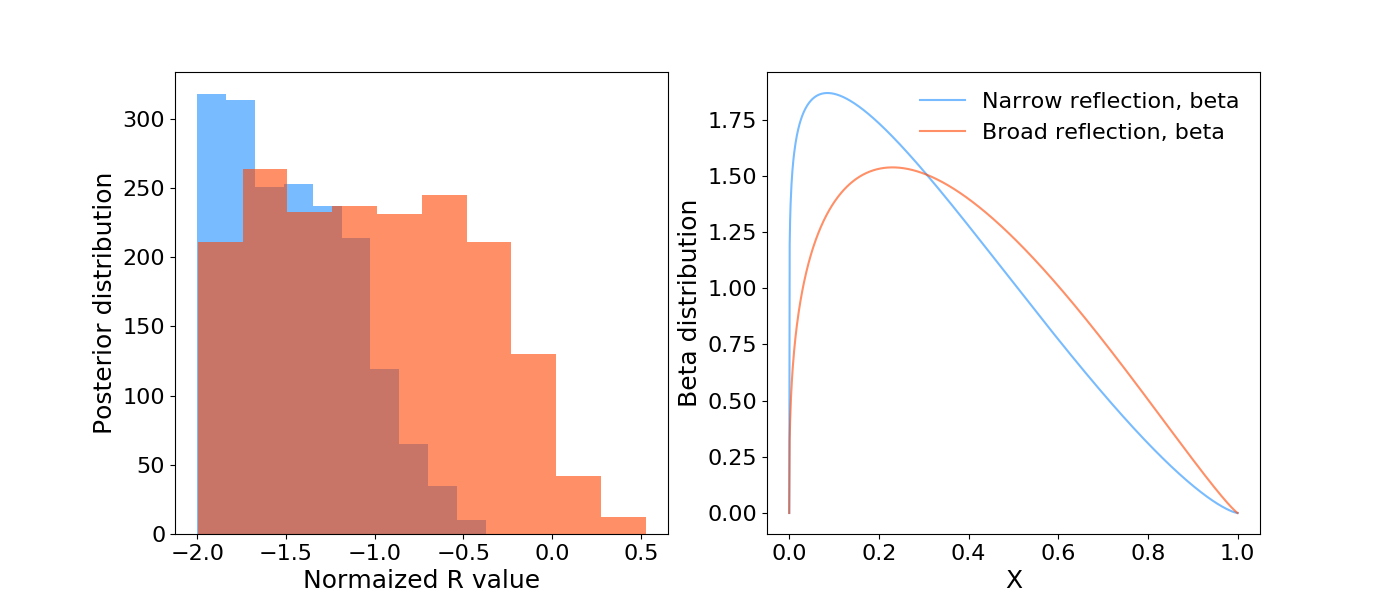 Posterior distribution
300
250
200
150
100
50
0
−2.0 −1.5 −1.0 −0.5 0.0 0.5
Normaized R value
Beta distribution
1.75
1.50
1.25
1.00
0.75
0.50
0.25
0.00
0.0 0.2 0.4 0.6 0.8 1.0
X
Narrow reflection, beta
Broad reflection, beta